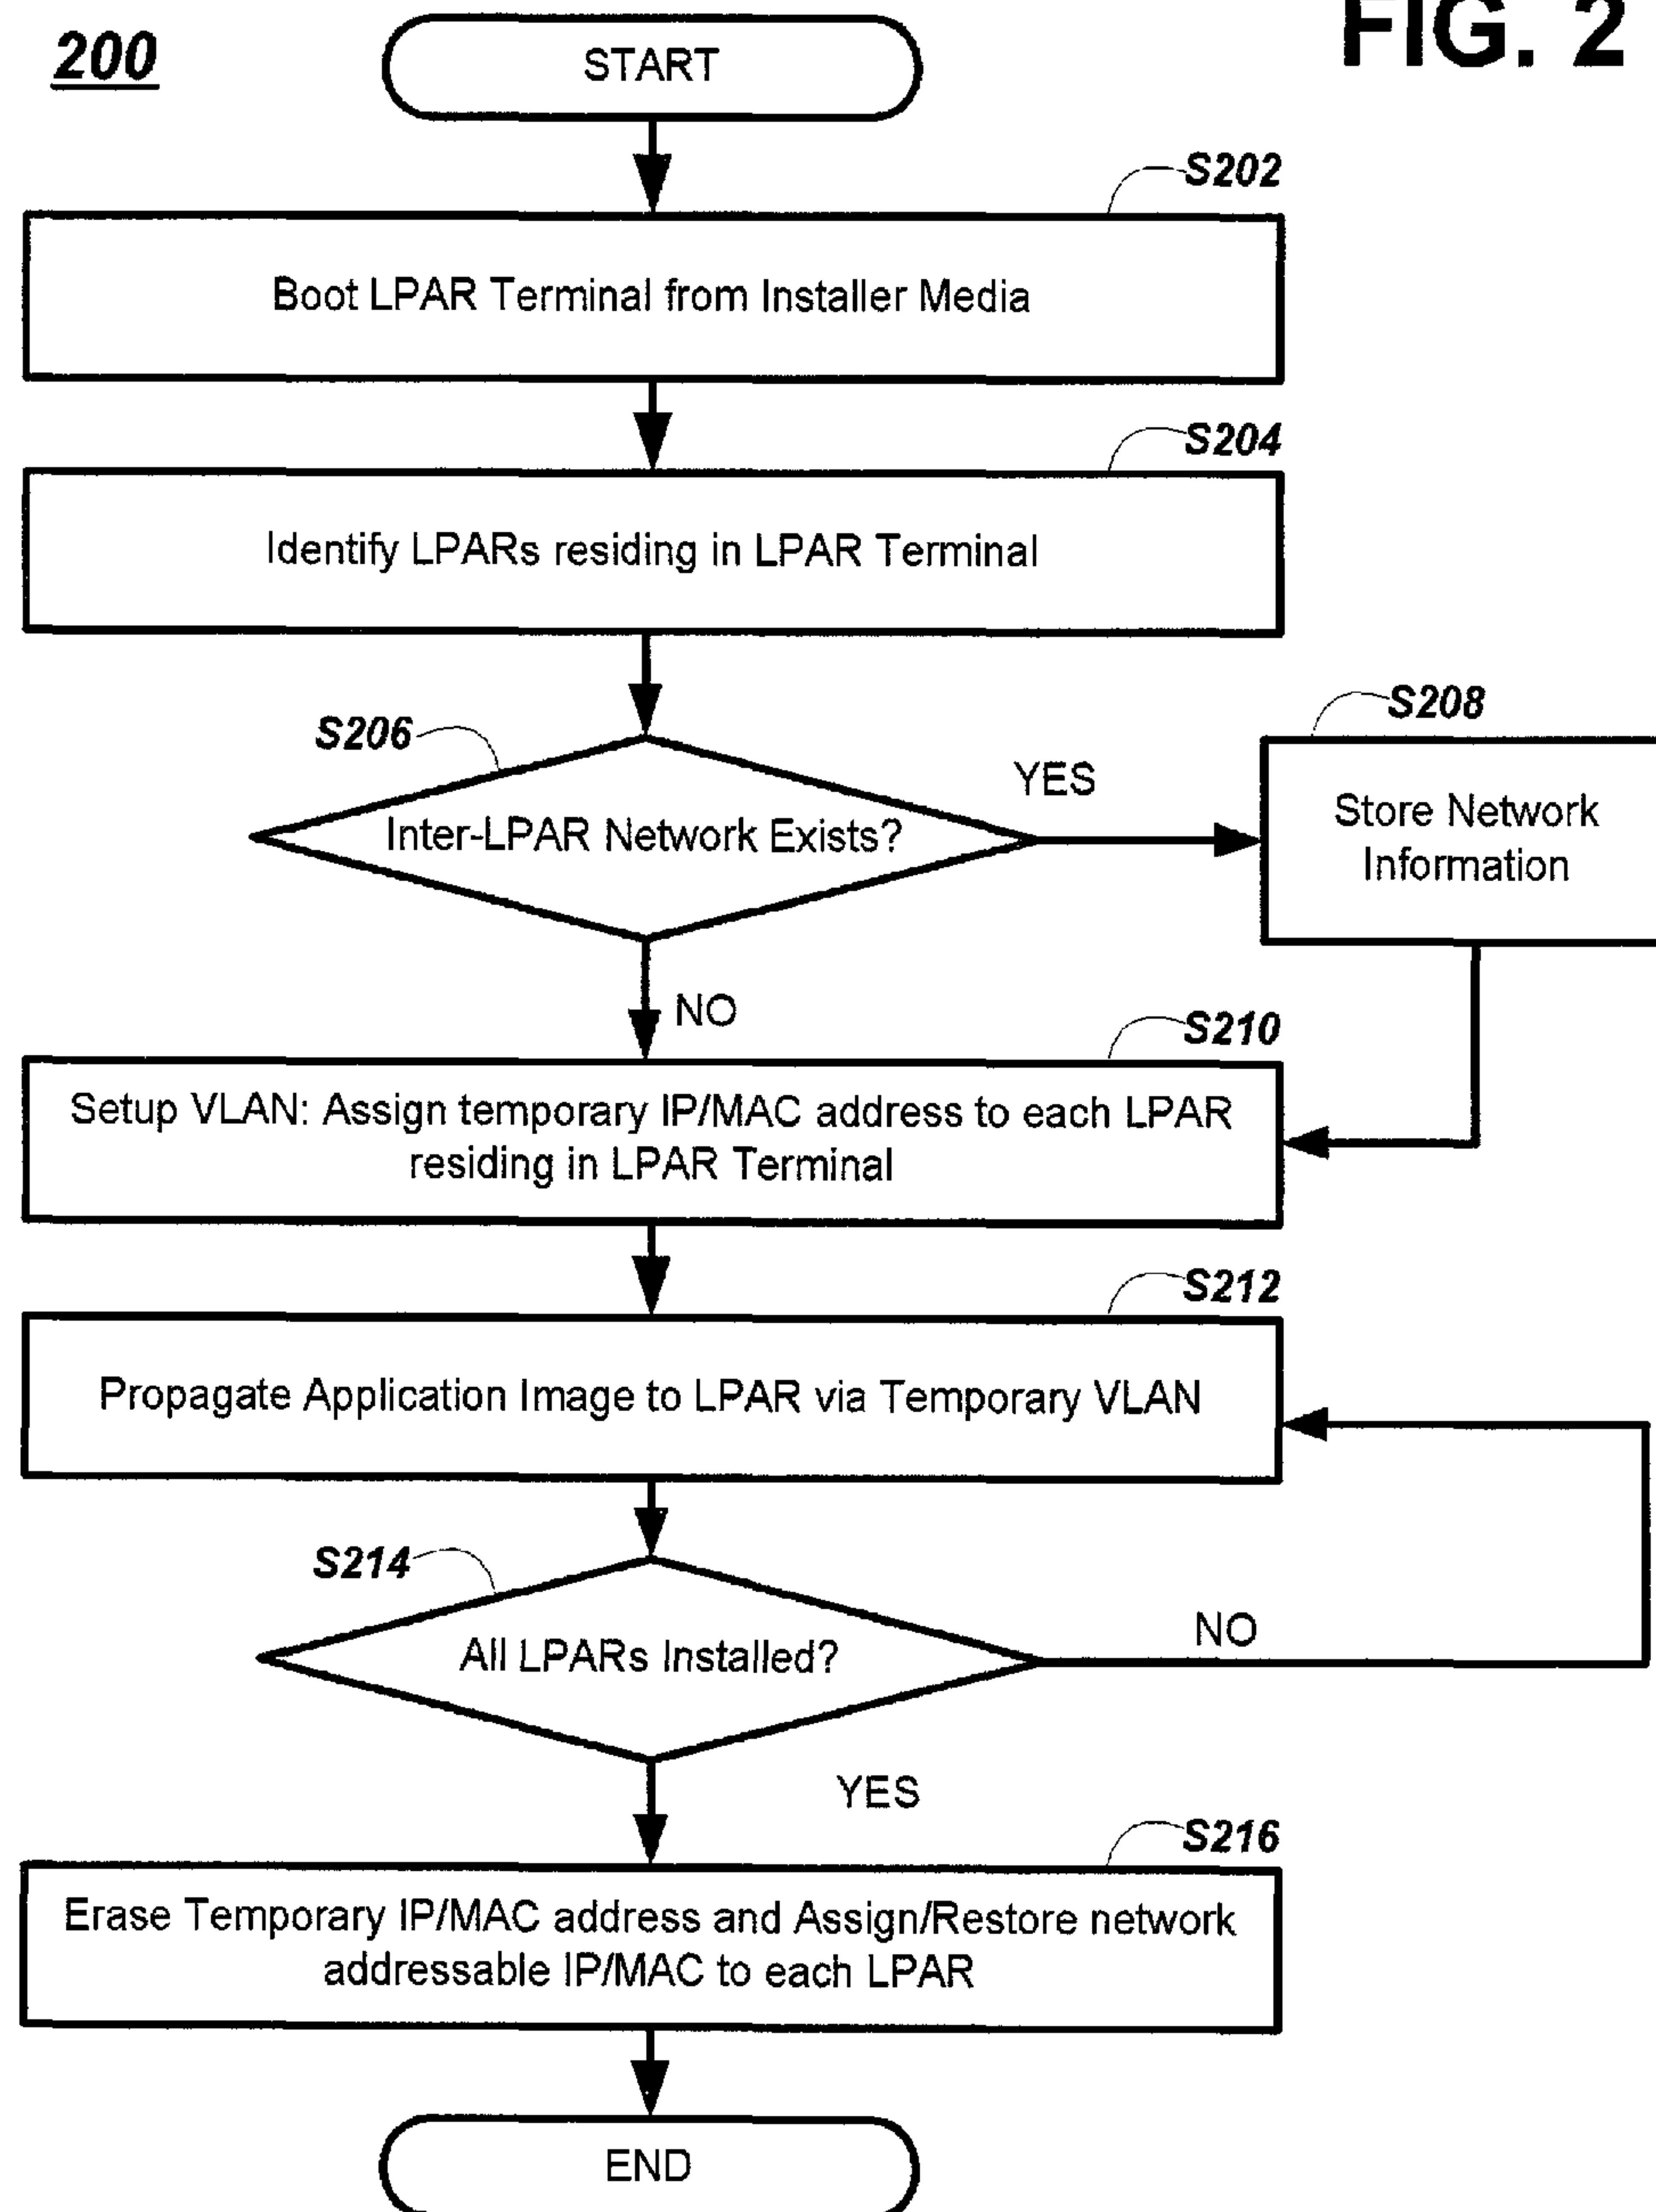 FIG. 2
200
START
S202
Boot LPAR Terminal from Installer Media
S204
Identify LPARs residing in LPAR Terminal
S206
Inter-LPAR Network Exists?
YES
S208
Store Network
Information
NO
S210
Setup VLAN: Assign temporary IP/MAC address to each LPAR
residing in LPAR Terminal
S212
Propagate Application Image to LPAR via Temporary VLAN
S214
All LPARs Installed?
NO
YES
S216
Erase Temporary IP/MAC address and Assign/Restore network
addressable IP/MAC to each LPAR
END